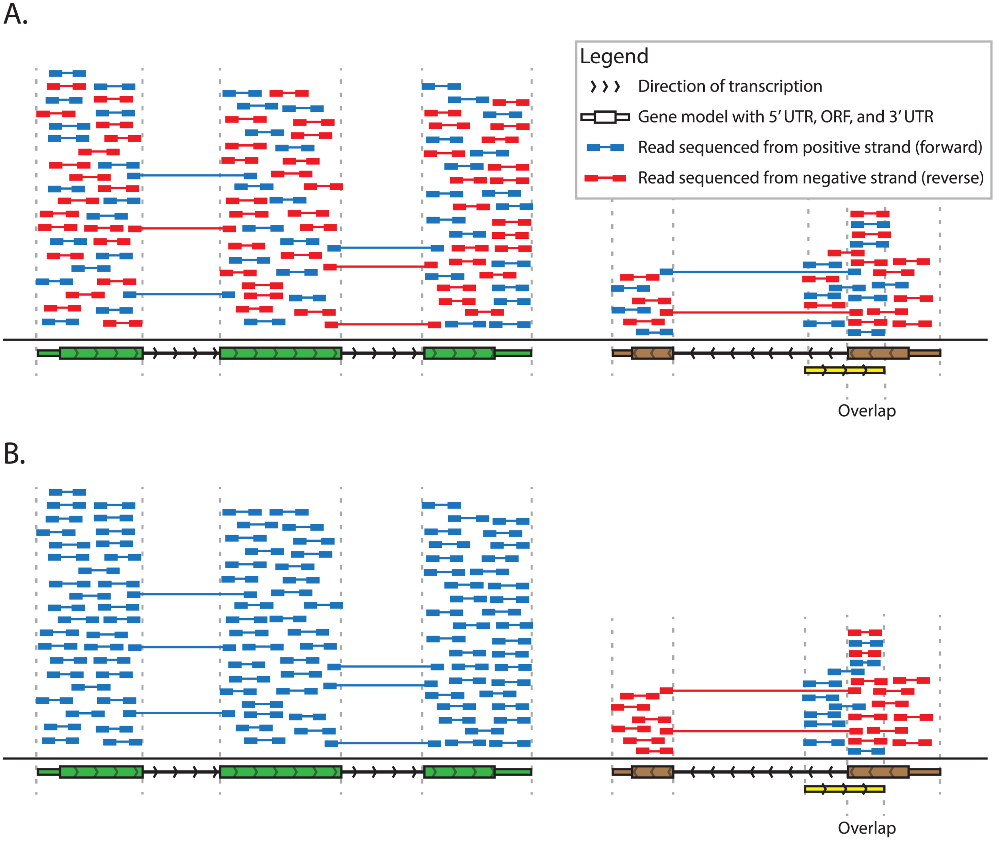 A.
Legend
Direction of transcription
Gene model with 5′ UTR, ORF, and 3′ UTR
Read sequenced from positive strand (forward)
Read sequenced from negative strand (reverse)
Overlap
B.
Overlap